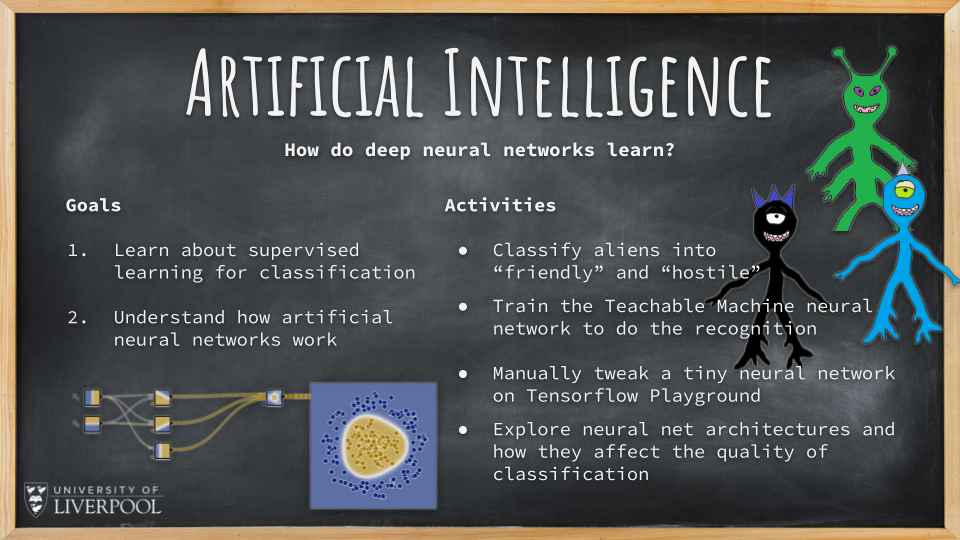 Artificial Intelligence
How do deep neural networks learn?
Goals
1. Learn about supervised
learning for classification
2. Understand how artificial
neural networks work
Activities
● Classify aliens into
“friendly” and “hostile”
● Train the Teachable Machine neural
network to do the recognition
● Manually tweak a tiny neural network
on Tensorflow Playground
● Explore neural net architectures and
how they affect the quality of
classification
UNIVERSITY OF
LIVERPOOL